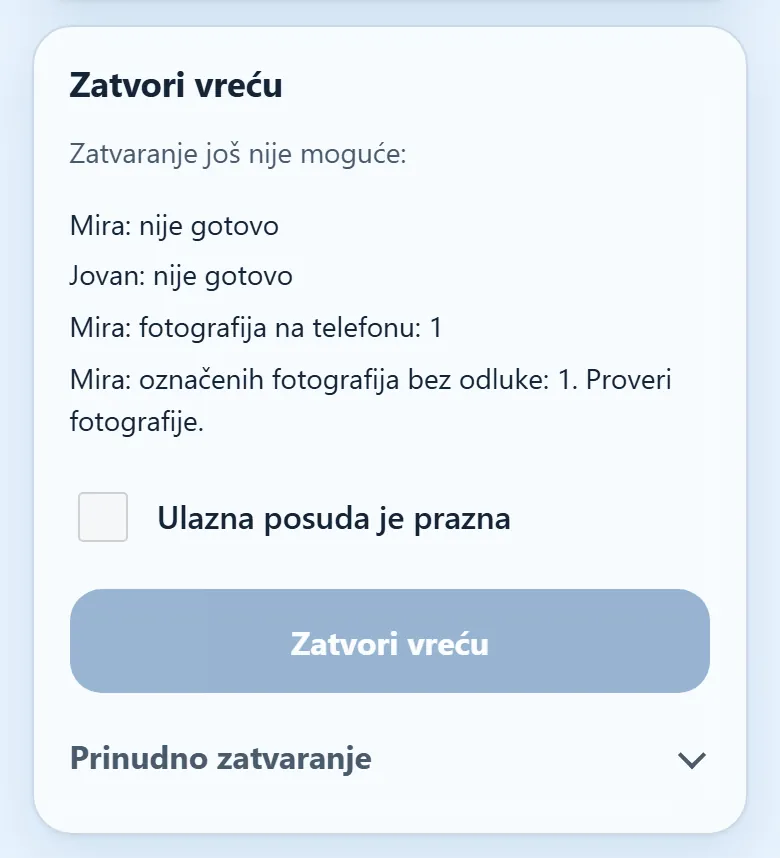 Zatvori vreću
Zatvaranje još nije moguće:
Mira: nije gotovo
Jovan: nije gotovo
Mira: fotografija na telefonu: 1
Mira: označenih fotografija bez odluke: 1. Proveri
fotografije.
Ulazna posuda je prazna
Zatvori vreću
Prinudno zatvaranje